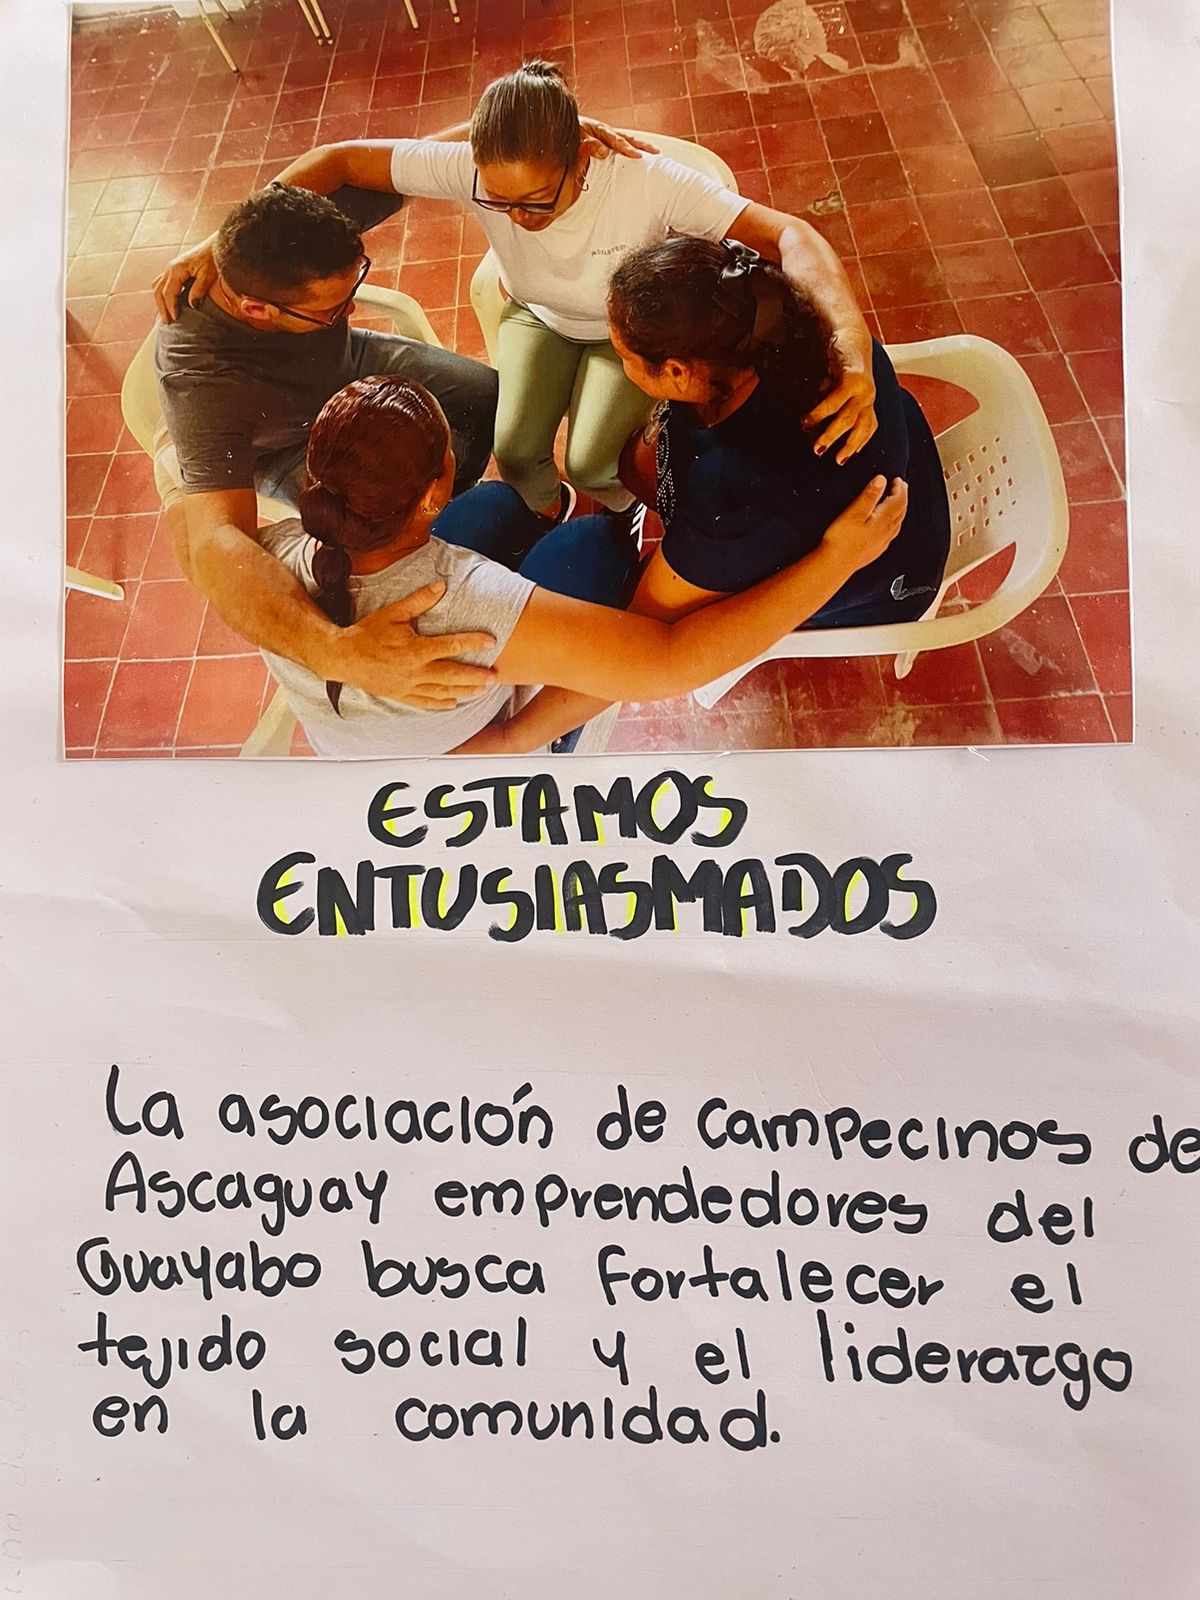 ESTAMOS
ENTUSIASMADOS
La asociación de campecinos de
Ascaguay emprendedores del
Guayabo busca fortalecer el
tejido social y el liderazgo
en la comunidad.